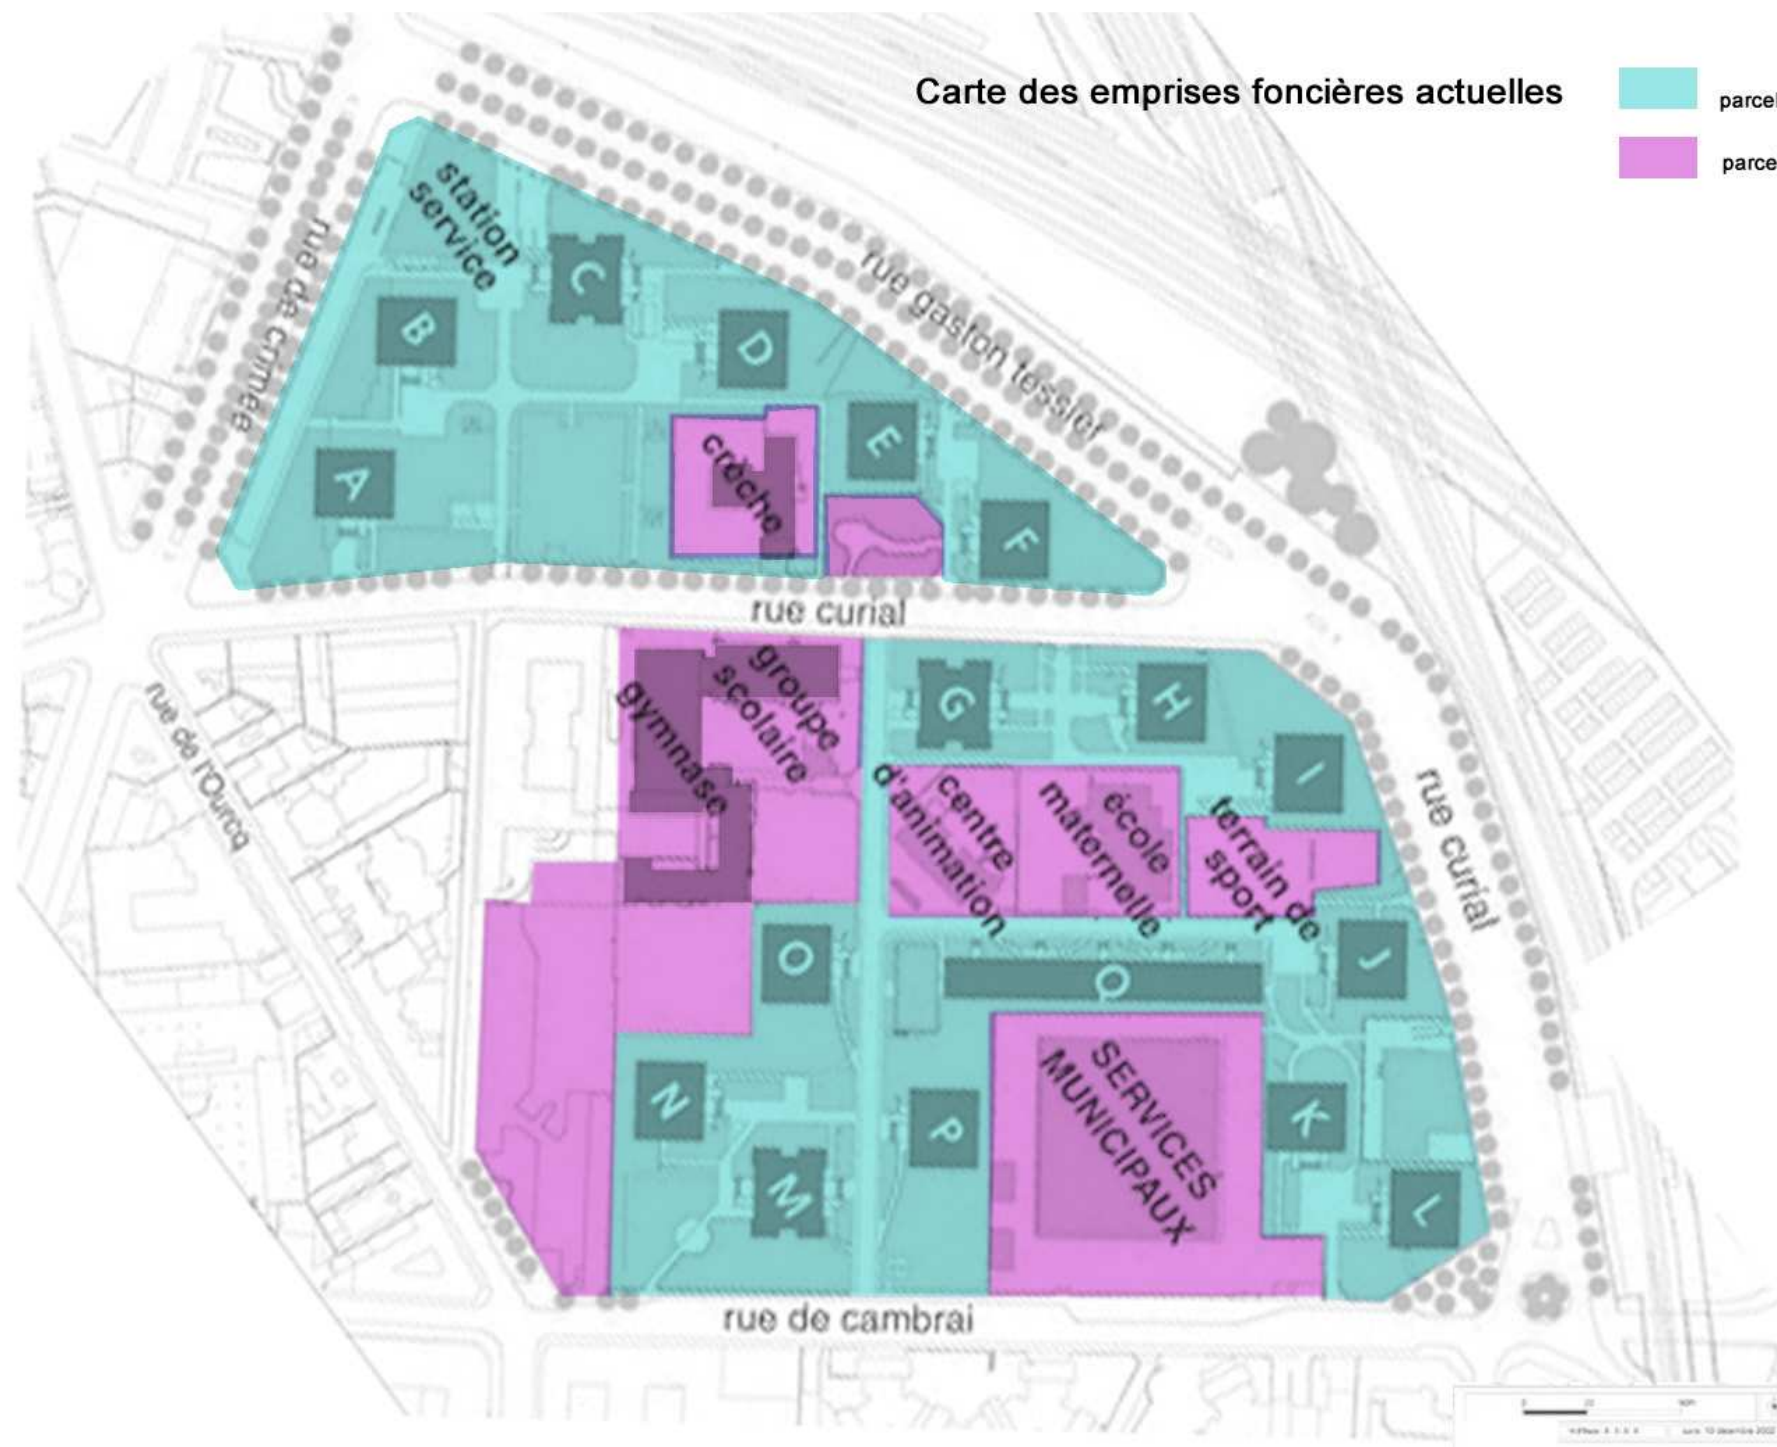 Carte des emprises foncières actuelles
parcel
parce
station
service
rue de crimée
rue gaston tessier
C
B
D
E
A
crèche
F
rue curial
groupe
scolaire
gymnase
G
H
I
rue de l'Ourcq
centre
d'animation
école
maternelle
terrain de
sport
rue curial
O
Q
J
SERVICES
MUNICIPAUX
N
P
K
M
L
rue de cambrai